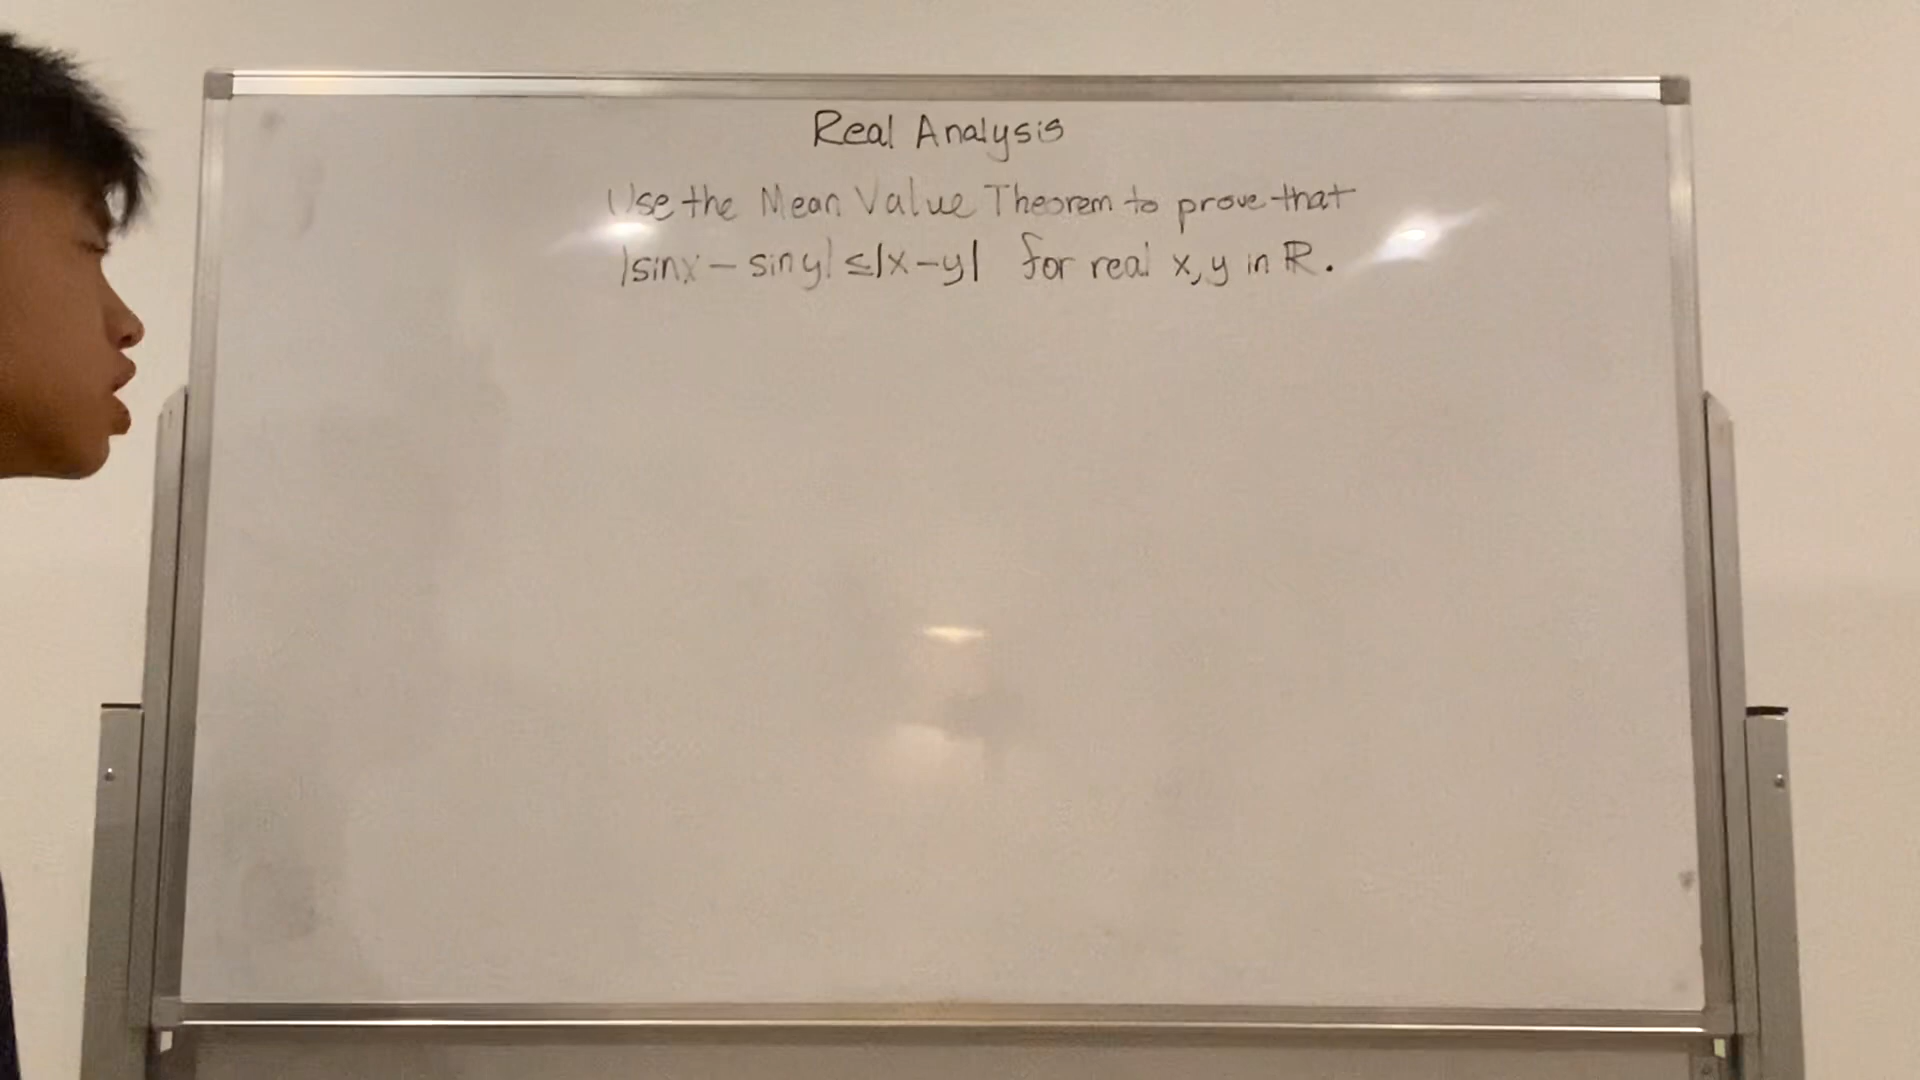 Real Analysis
Use the Mean Value Theorem to prove that
|sinx - siny| ≤ |x-y| for real x, y in ℝ.